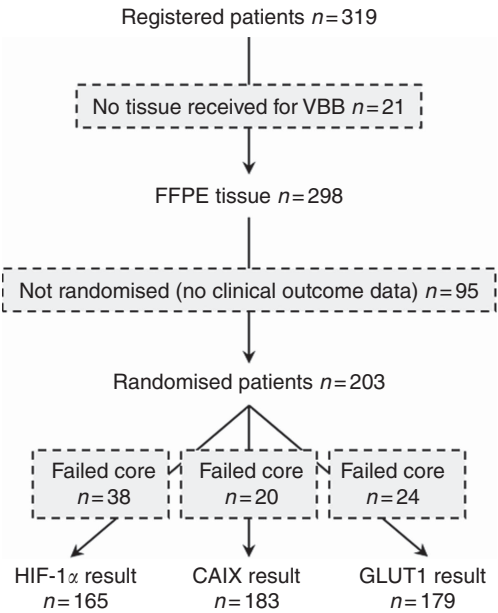 Registered patients n=319
No tissue received for VBB n=21
FFPE tissue n=298
Not randomised (no clinical outcome data) n=95
Randomised patients n=203
Failed core
n=38
Failed core
n=20
Failed core
n=24
HIF-1α result
n=165
CAIX result
n=183
GLUT1 result
n=179